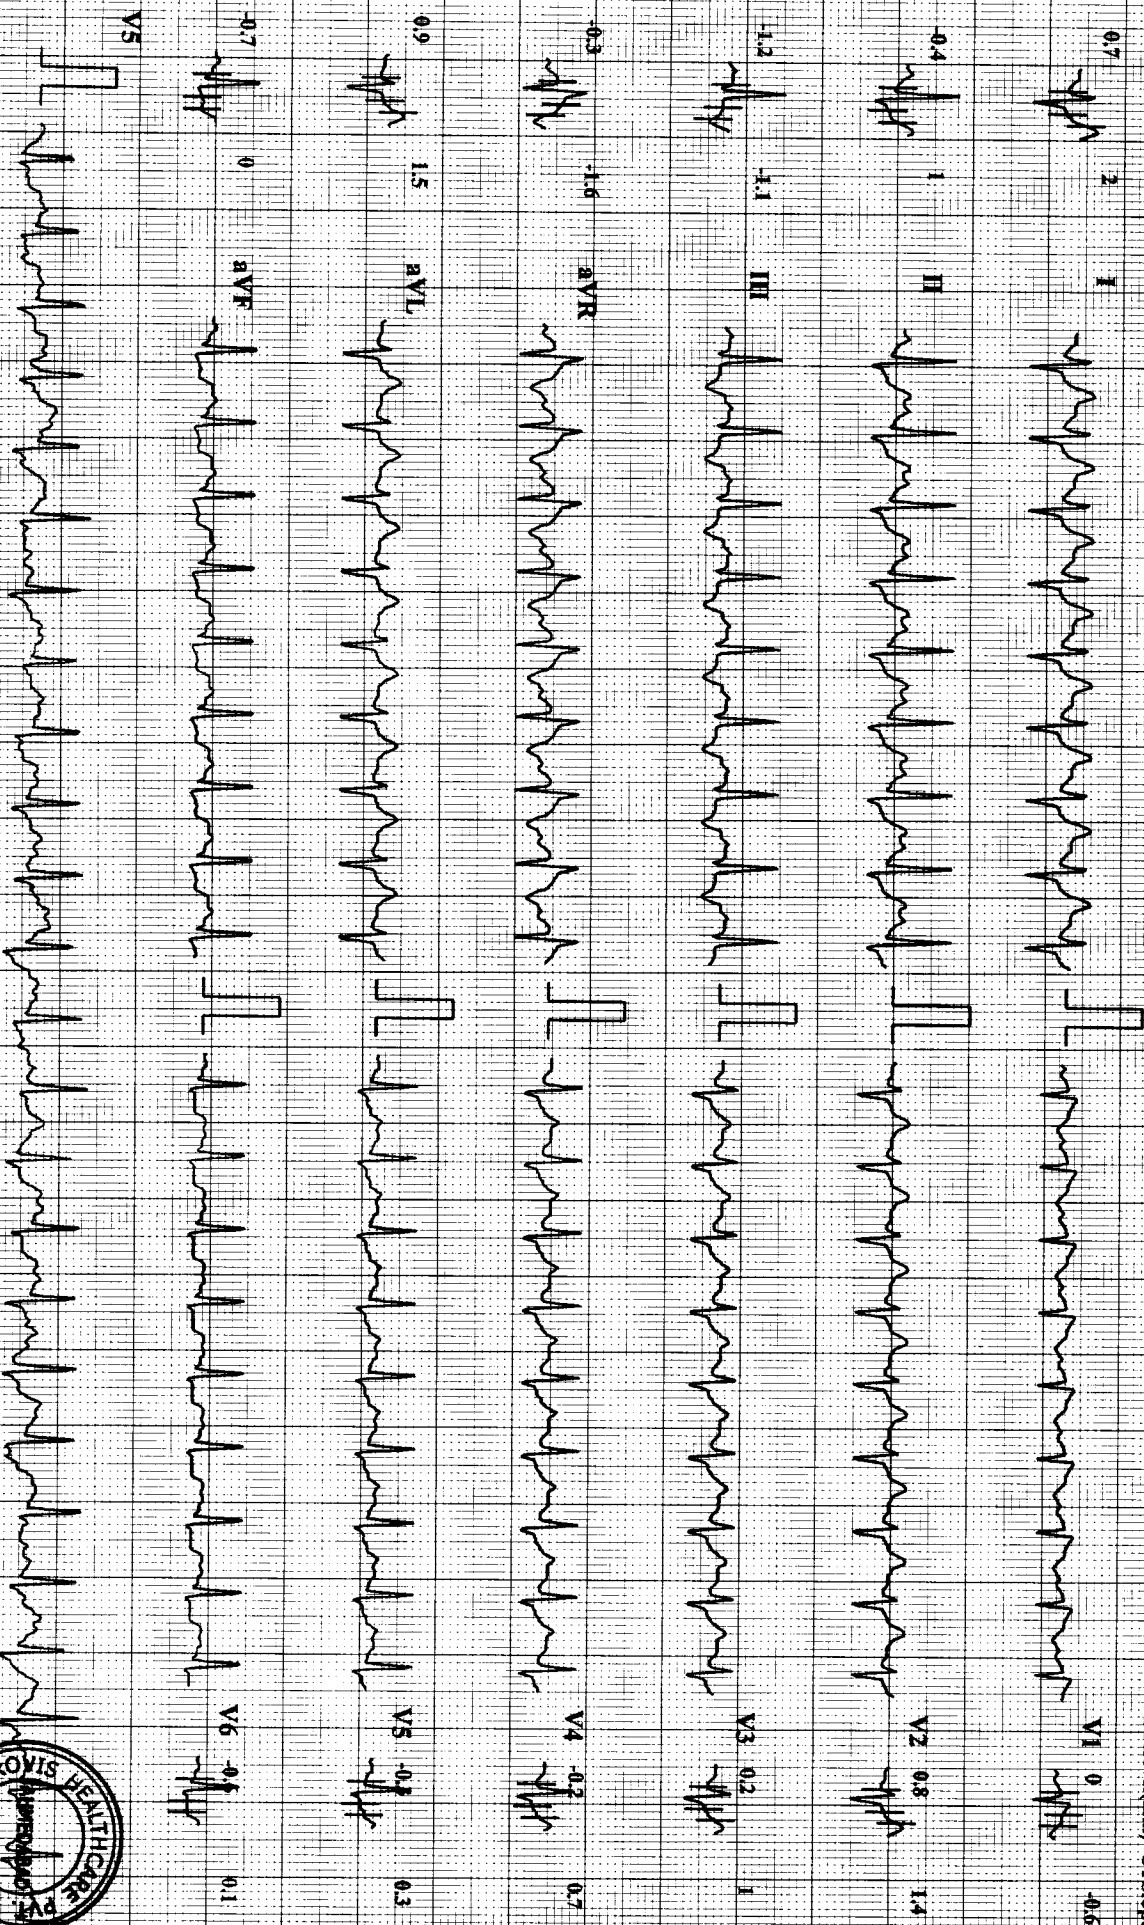 0.7 2 I V1 0 -0.6
-0.4 1 II V2 0.8 1.4
-1.2 -1.1 III V3 0.2 1
-0.3 -1.6 aVR V4 -0.2 0.7
0.9 1.5 aVL V5 0.3
-0.7 0 aVF V6 0.1
V5
HEALTHCARE PVT.
AHMEDABAD